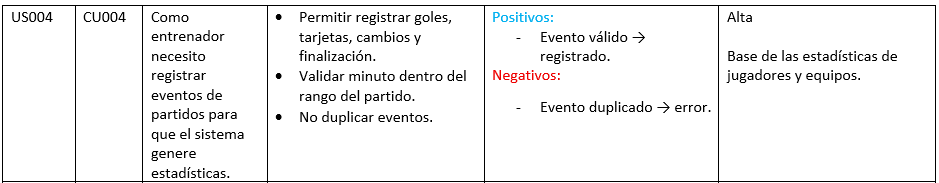 US004
CU004
Como
entrenador
necesito
registrar
eventos de
partidos para
que el sistema
genere
estadísticas.
• Permitir registrar goles,
tarjetas, cambios y
finalización.
• Validar minuto dentro del
rango del partido.
• No duplicar eventos.
Positivos:
- Evento válido →
registrado.
Negativos:
- Evento duplicado → error.
Alta
Base de las estadísticas de
jugadores y equipos.